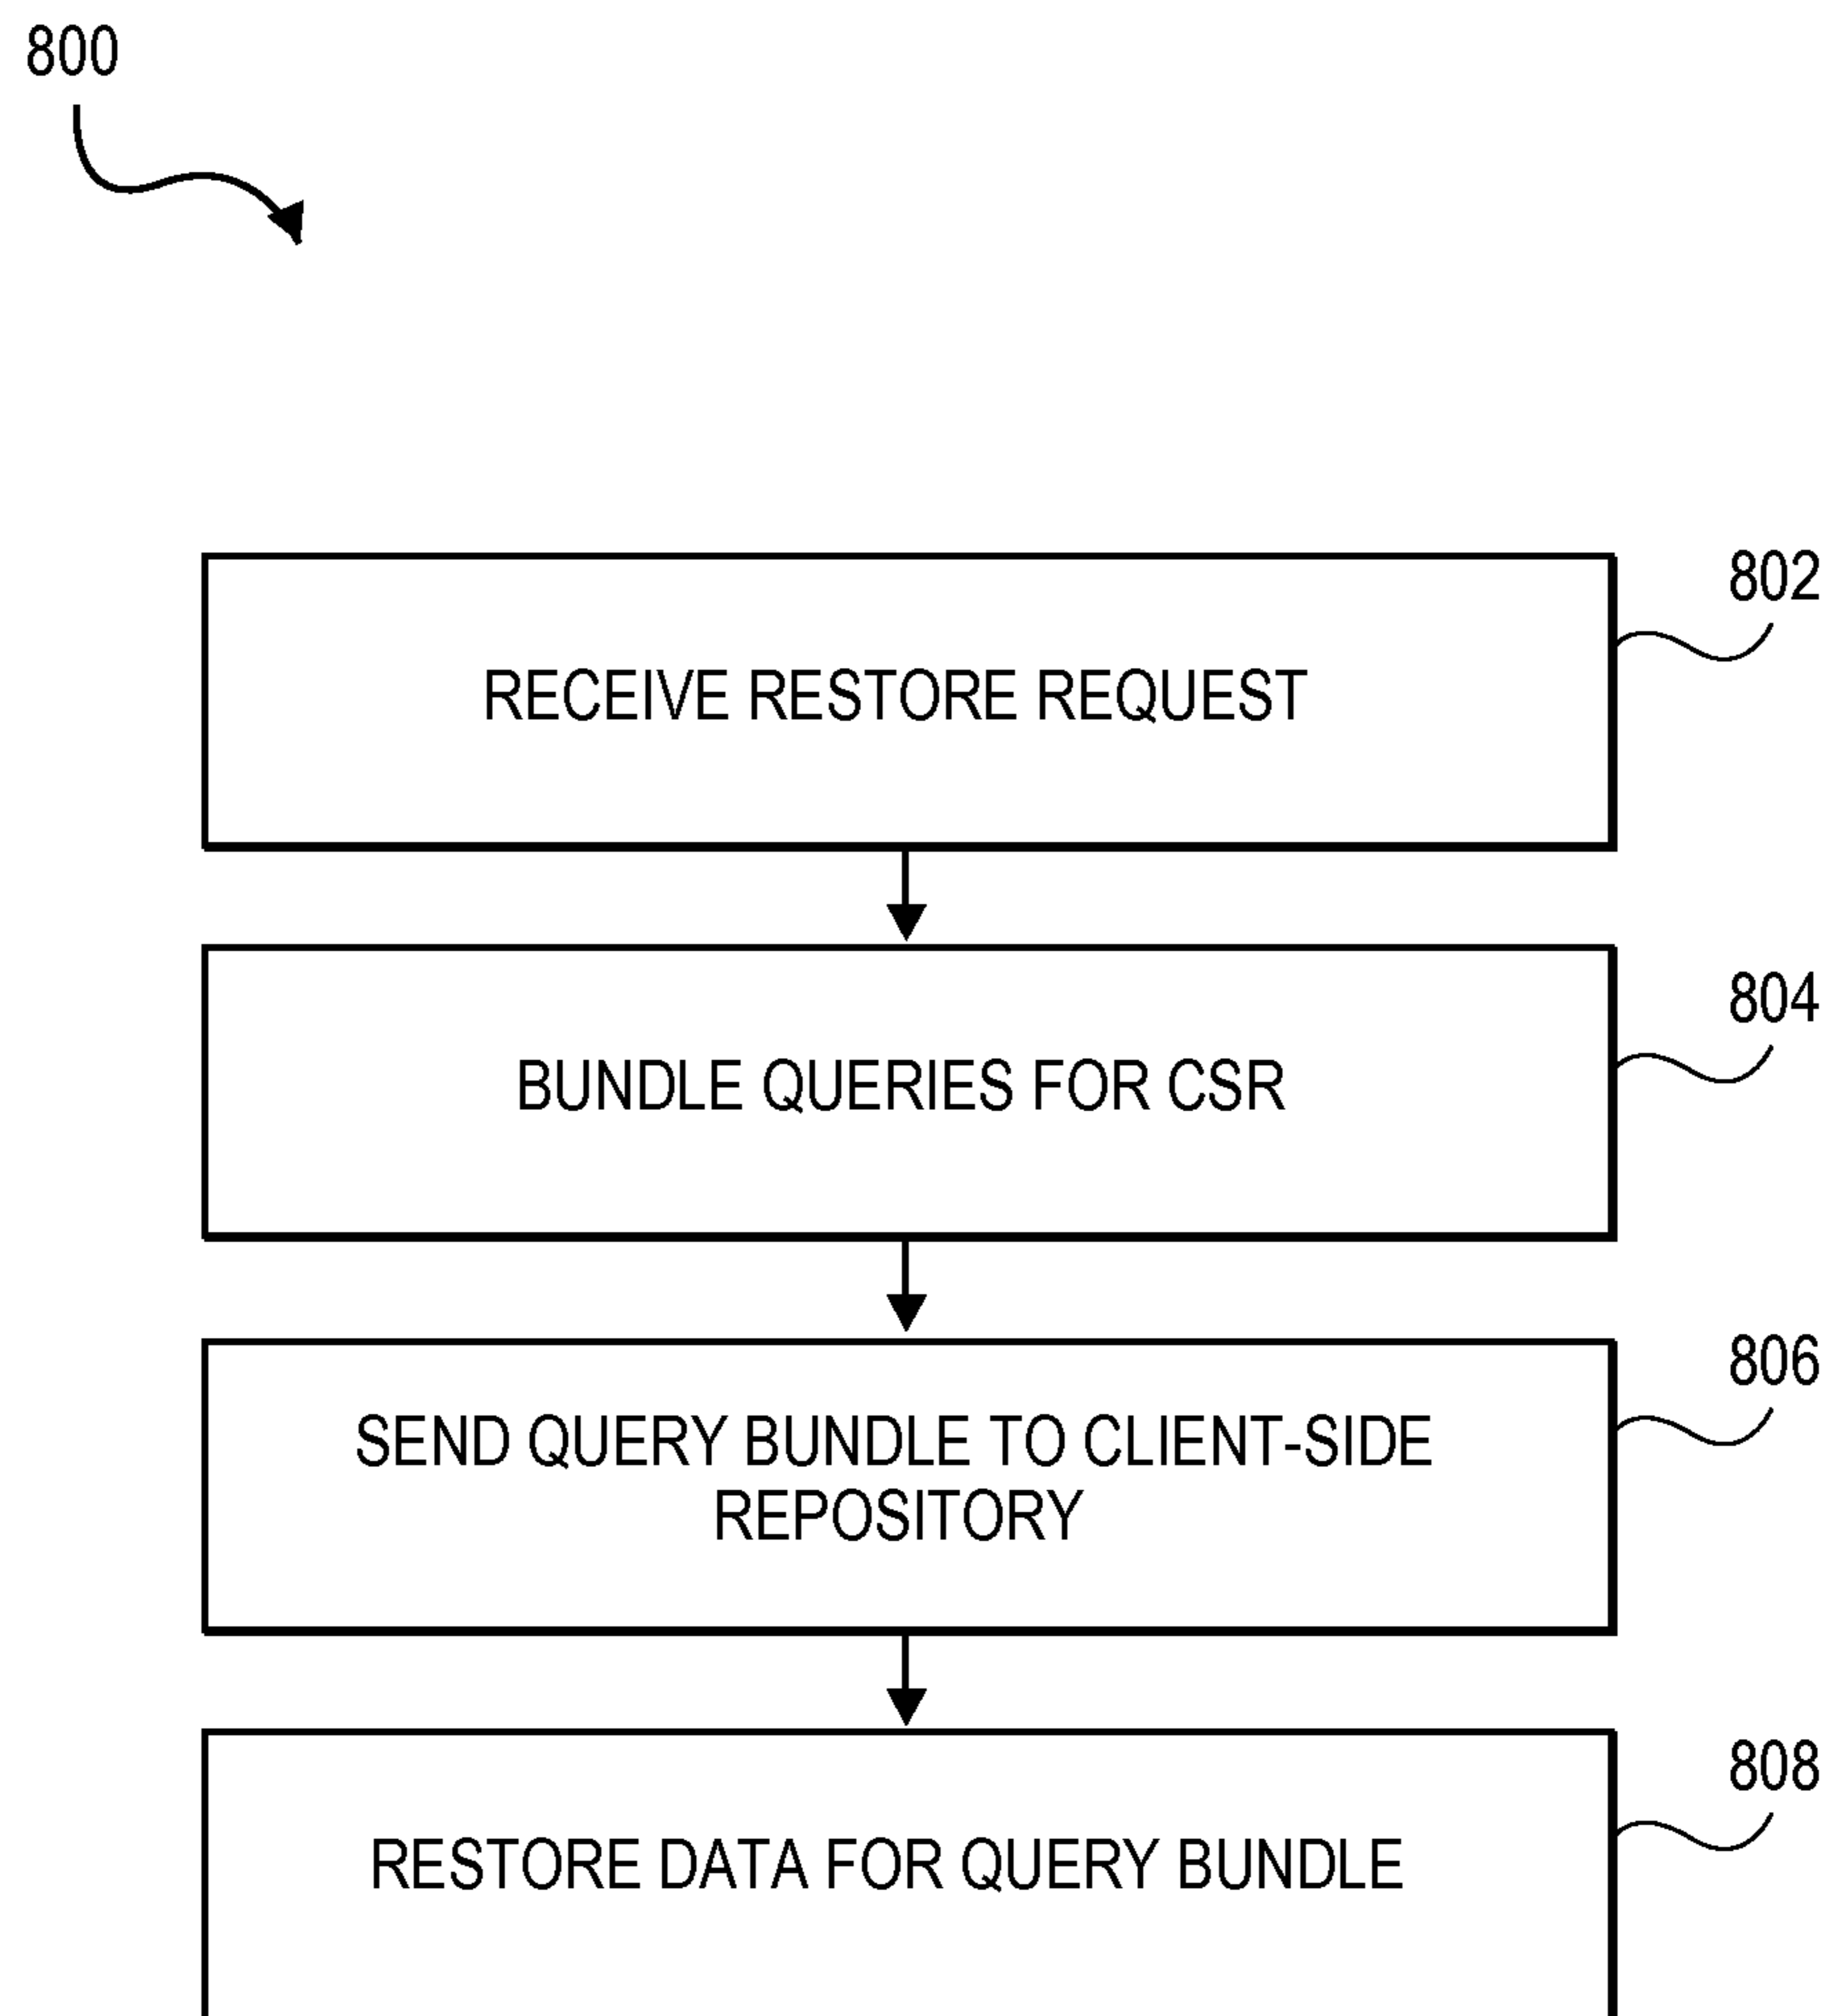 800
802
RECEIVE RESTORE REQUEST
804
BUNDLE QUERIES FOR CSR
806
SEND QUERY BUNDLE TO CLIENT-SIDE
REPOSITORY
808
RESTORE DATA FOR QUERY BUNDLE